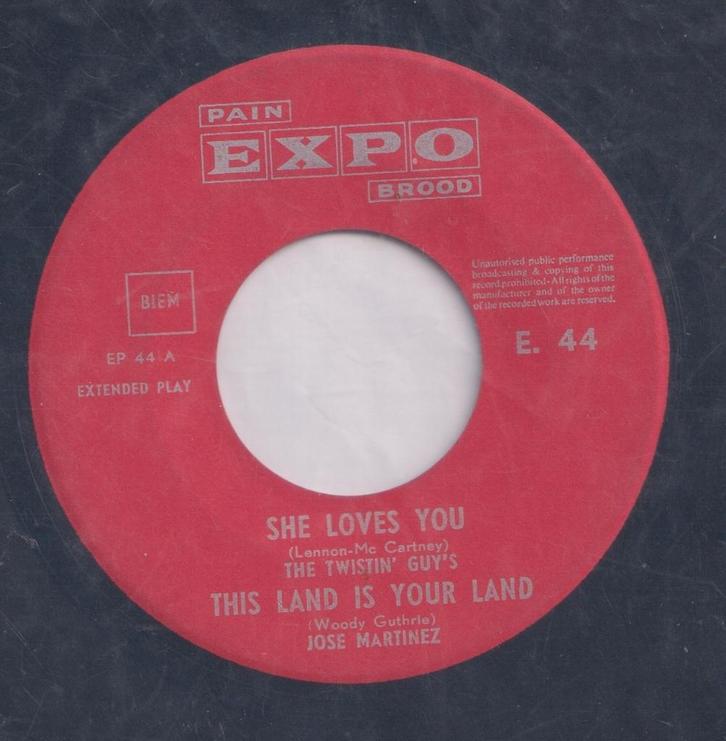 PAIN
EXPO
BROOD
Unautorised public performance
broadcasting & copying of this
record prohibited-All rights of the
manufacturer and of the owner
of the recorded work are reserved.
BIEM
EP 44 A
EXTENDED PLAY
E. 44
SHE LOVES YOU
(Lennon-Mc Cartney)
THE TWISTIN' GUY'S
THIS LAND IS YOUR LAND
(Woody Guthrie)
JOSE MARTINEZ